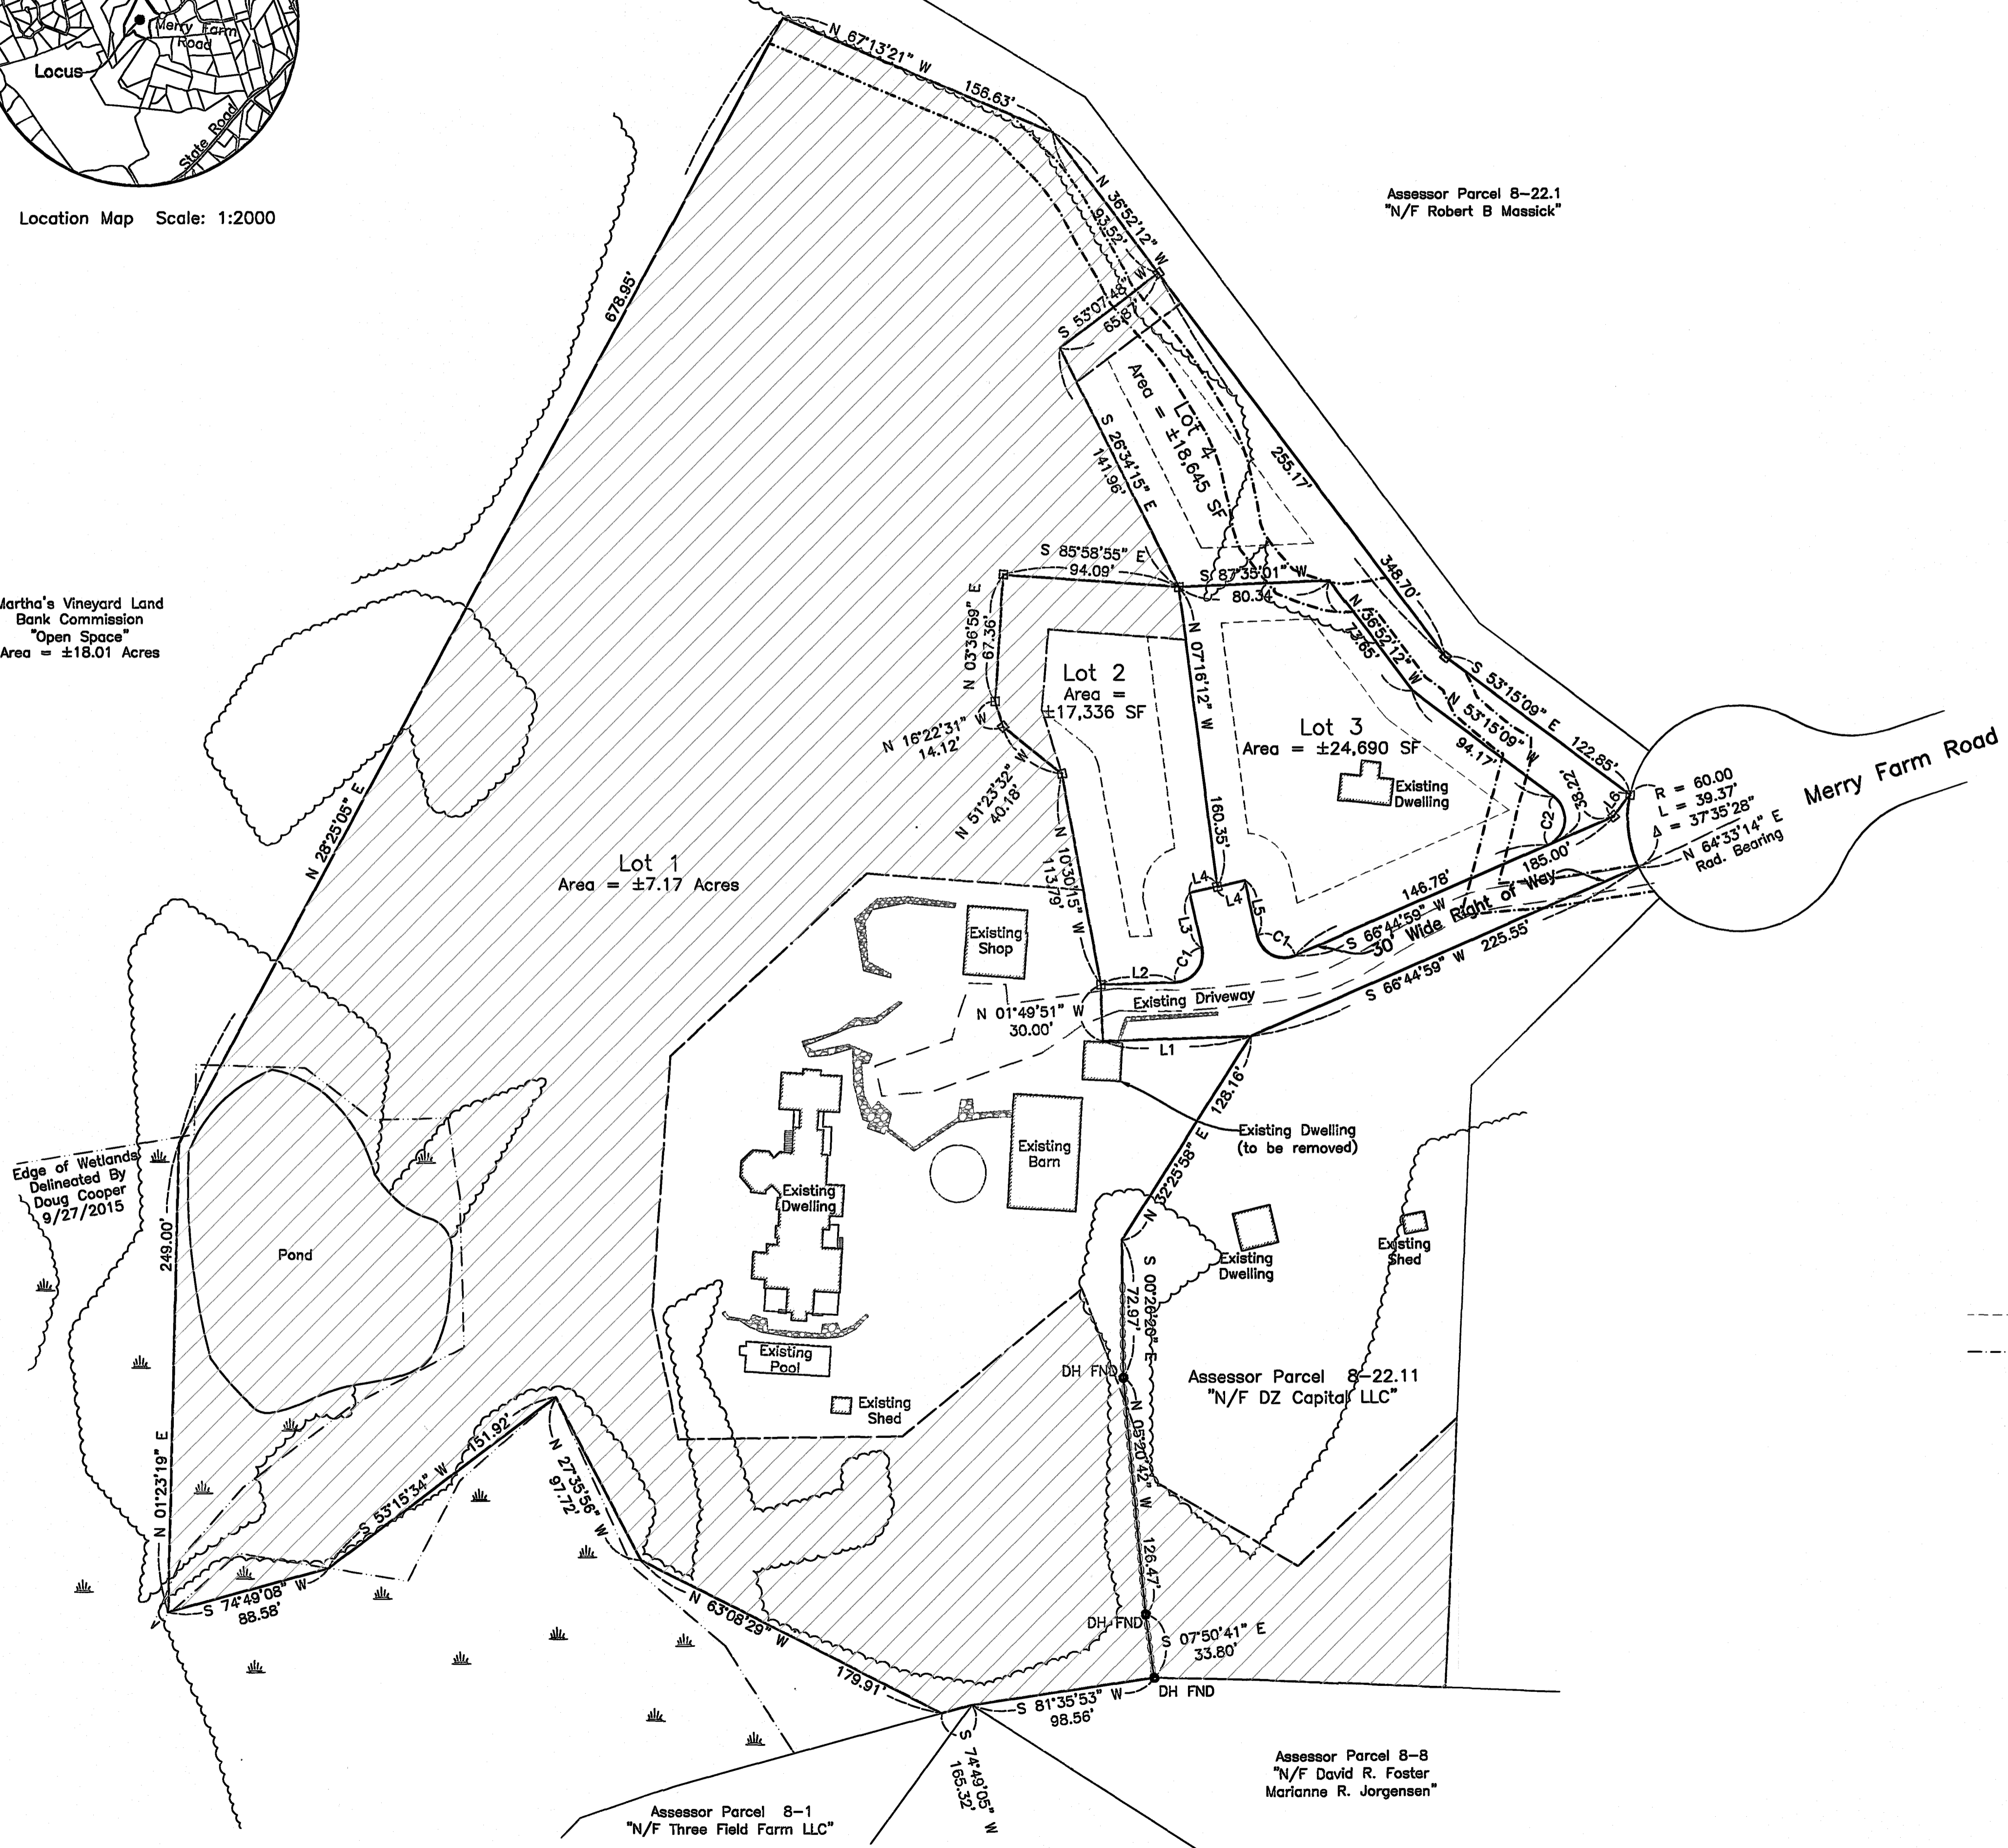 Merry Farm
Road
Locus
State Road
Location Map Scale: 1:2000
N 67°13'21" W
156.63'
N 36°52'12" W
93.52'
Assessor Parcel 8-22.1
"N/F Robert B Massick"
678.95'
N 28°25'05" E
S 53°07'48" W
65.87'
Lot 4
Area = ±18,645 SF
255.17'
348.70'
S 26°34'15" E
141.96'
S 85°58'55" E
94.09'
S 87°35'01" W
80.34'
N 03°36'59" E
67.36'
N 16°22'31" W
14.12'
N 51°23'32" W
40.18'
N 10°30'15" W
113.79'
Lot 2
Area =
±17,336 SF
N 07°16'12" W
160.35'
N 36°52'12" W
73.65'
Lot 3
Area = ±24,690 SF
Existing
Dwelling
N 53°15'09" W
94.17'
S 53°15'09" E
122.85'
38.22'
C2
L6
R = 60.00
L = 39.37'
Δ = 37°35'28"
N 64°33'14" E
Rad. Bearing
Merry Farm Road
185.00'
146.78'
S 66°44'59" W
30' Wide Right of Way
S 66°44'59" W 225.55'
L4
L4
L3
L5
C1
C1
L2
L1
Existing Driveway
N 01°49'51" W
30.00'
Martha's Vineyard Land
Bank Commission
"Open Space"
Area = ±18.01 Acres
Lot 1
Area = ±7.17 Acres
Existing
Shop
Existing
Barn
Existing
Dwelling
Existing
Pool
Existing
Shed
Existing Dwelling
(to be removed)
128.16'
N 32°25'58" E
Existing
Dwelling
Existing
Shed
S 00°26'20" E
72.97'
DH FND
Assessor Parcel 8-22.11
"N/F DZ Capital LLC"
N 05°20'42" W
126.47'
DH FND
S 07°50'41" E
33.80'
DH FND
S 81°35'53" W
98.56'
S 74°49'05" W
165.32'
N 63°08'29" W
179.91'
N 27°35'56" W
97.72'
S 53°15'34" W
151.92'
S 74°49'08" W
88.58'
N 01°23'19" E
249.00'
Pond
Edge of Wetlands
Delineated By
Doug Cooper
9/27/2015
Assessor Parcel 8-1
"N/F Three Field Farm LLC"
Assessor Parcel 8-8
"N/F David R. Foster
Marianne R. Jorgensen"